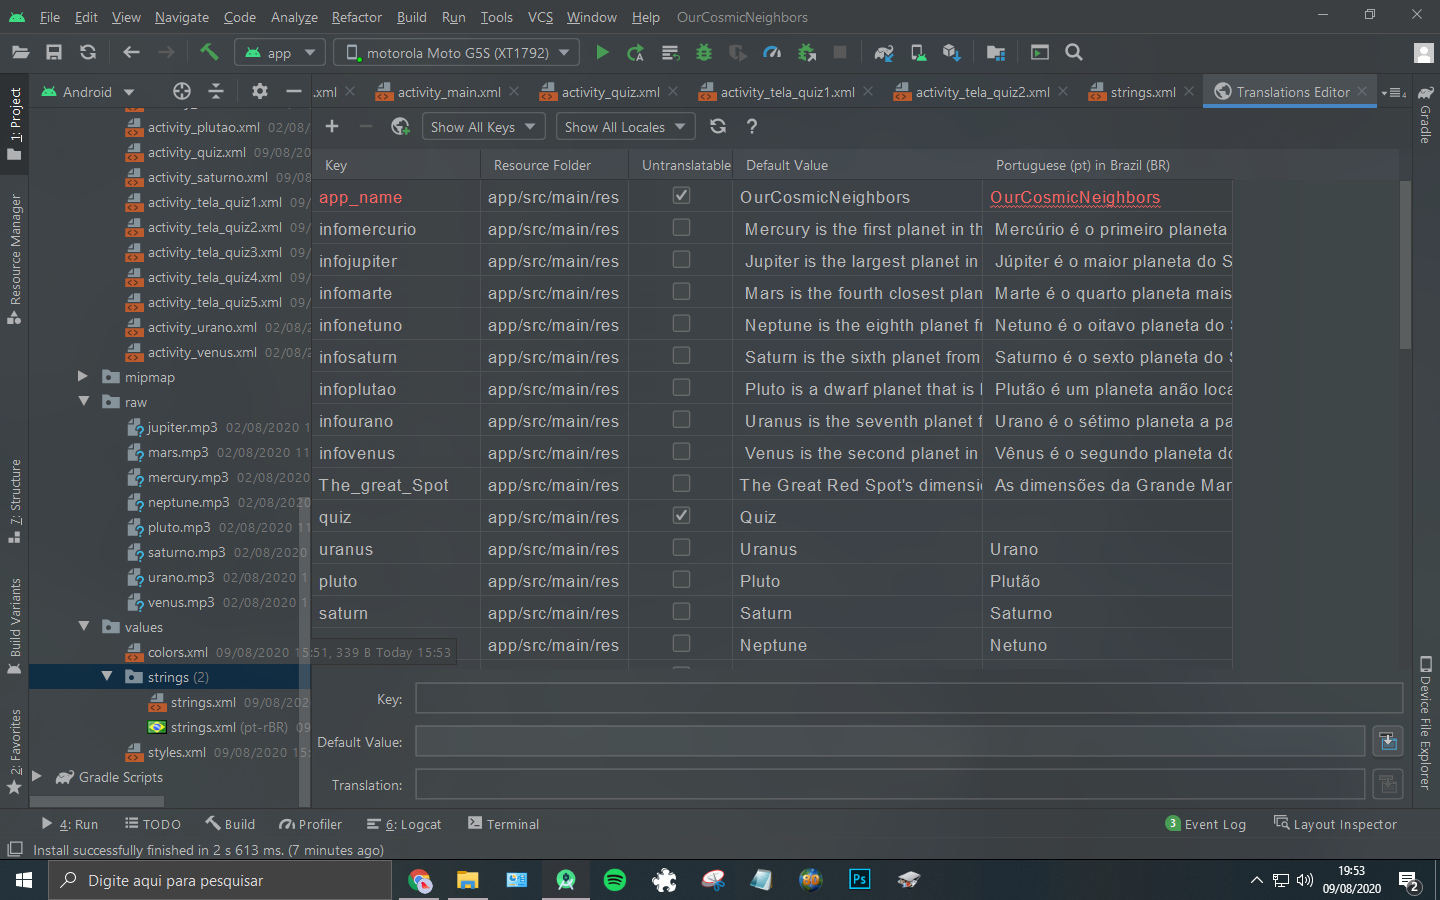 File Edit View Navigate Code Analyze Refactor Build Run Tools VCS Window Help OurCosmicNeighbors
app motorola Moto G5S (XT1792)
Android
.xml activity_main.xml activity_quiz.xml activity_tela_quiz1.xml activity_tela_quiz2.xml strings.xml Translations Editor
4
1: Project
Resource Manager
7: Structure
Build Variants
2: Favorites
activity_plutao.xml 02/08/
activity_quiz.xml 09/08/20
activity_saturno.xml 09/08
activity_tela_quiz1.xml 09/
activity_tela_quiz2.xml 09/
activity_tela_quiz3.xml 09/
activity_tela_quiz4.xml 09/
activity_tela_quiz5.xml 09/
activity_urano.xml 02/08/
activity_venus.xml 02/08/2
mipmap
raw
jupiter.mp3 02/08/2020 1
mars.mp3 02/08/2020 11
mercury.mp3 02/08/2020
neptune.mp3 02/08/2020
pluto.mp3 02/08/2020 11
saturno.mp3 02/08/2020
urano.mp3 02/08/2020 1
venus.mp3 02/08/2020 1
values
colors.xml 09/08/2020 15:51, 339 B Today 15:53
strings (2)
strings.xml 09/08/202
strings.xml (pt-rBR) 09
styles.xml 09/08/2020 15:
Gradle Scripts
Show All Keys Show All Locales ?
Key Resource Folder Untranslatable Default Value Portuguese (pt) in Brazil (BR)
app_name app/src/main/res OurCosmicNeighbors OurCosmicNeighbors
infomercurio app/src/main/res Mercury is the first planet in th Mercúrio é o primeiro planeta
infojupiter app/src/main/res Jupiter is the largest planet in Júpiter é o maior planeta do S
infomarte app/src/main/res Mars is the fourth closest plan Marte é o quarto planeta mais
infonetuno app/src/main/res Neptune is the eighth planet fr Netuno é o oitavo planeta do S
infosaturn app/src/main/res Saturn is the sixth planet from Saturno é o sexto planeta do S
infoplutao app/src/main/res Pluto is a dwarf planet that is l Plutão é um planeta anão loca
infourano app/src/main/res Uranus is the seventh planet f Urano é o sétimo planeta a pa
infovenus app/src/main/res Venus is the second planet in Vênus é o segundo planeta do
The_great_Spot app/src/main/res The Great Red Spot's dimensi As dimensões da Grande Mar
quiz app/src/main/res Quiz
uranus app/src/main/res Uranus Urano
pluto app/src/main/res Pluto Plutão
saturn app/src/main/res Saturn Saturno
app/src/main/res Neptune Netuno
Key:
Default Value:
Translation:
Gradle
Device File Explorer
4: Run TODO Build Profiler 6: Logcat Terminal 3 Event Log Layout Inspector
Install successfully finished in 2 s 613 ms. (7 minutes ago)
Digite aqui para pesquisar
Ps
19:53
09/08/2020
2